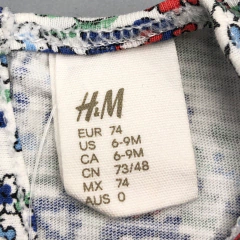 H&M
EUR 74
US 6-9M
CA 6-9M
CN 73/48
MX 74
AUS 0